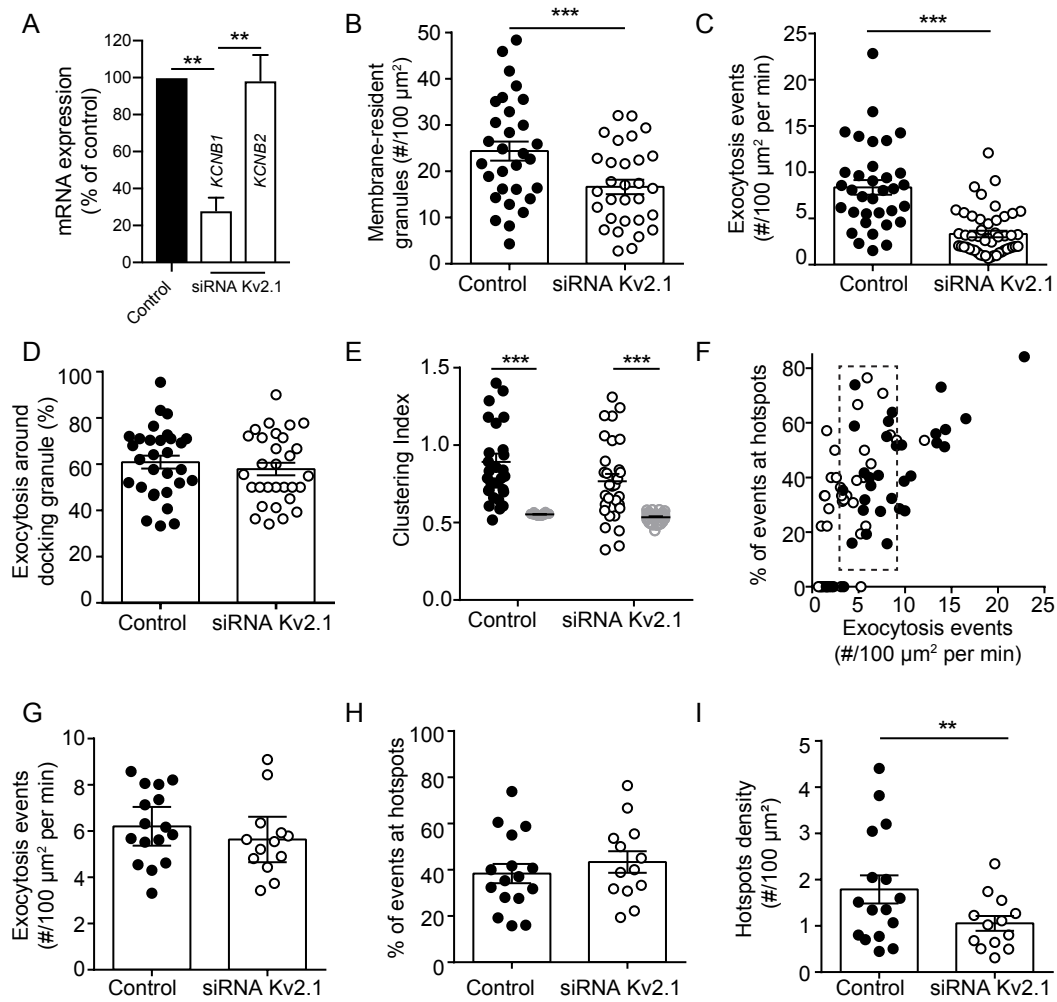 A
mRNA expression
(% of control)
120
100
80
60
40
20
0
**
**
KCNB1
KCNB2
Control
siRNA Kv2.1
B
Membrane-resident
granules (#/100 µm²)
50
40
30
20
10
0
***
Control
siRNA Kv2.1
C
Exocytosis events
(#/100 µm² per min)
25
20
15
10
5
0
***
Control
siRNA Kv2.1
D
Exocytosis around
docking granule (%)
100
80
60
40
20
0
Control
siRNA Kv2.1
E
Clustering Index
1.5
1.0
0.5
0.0
***
***
Control
siRNA Kv2.1
F
% of events at hotspots
80
60
40
20
0
0
5
10
15
20
25
Exocytosis events
(#/100 µm² per min)
G
Exocytosis events
(#/100 µm² per min)
10
8
6
4
2
0
Control
siRNA Kv2.1
H
% of events at hotspots
100
80
60
40
20
0
Control
siRNA Kv2.1
I
Hotspots density
(#/100 µm²)
5
4
3
2
1
0
**
Control
siRNA Kv2.1